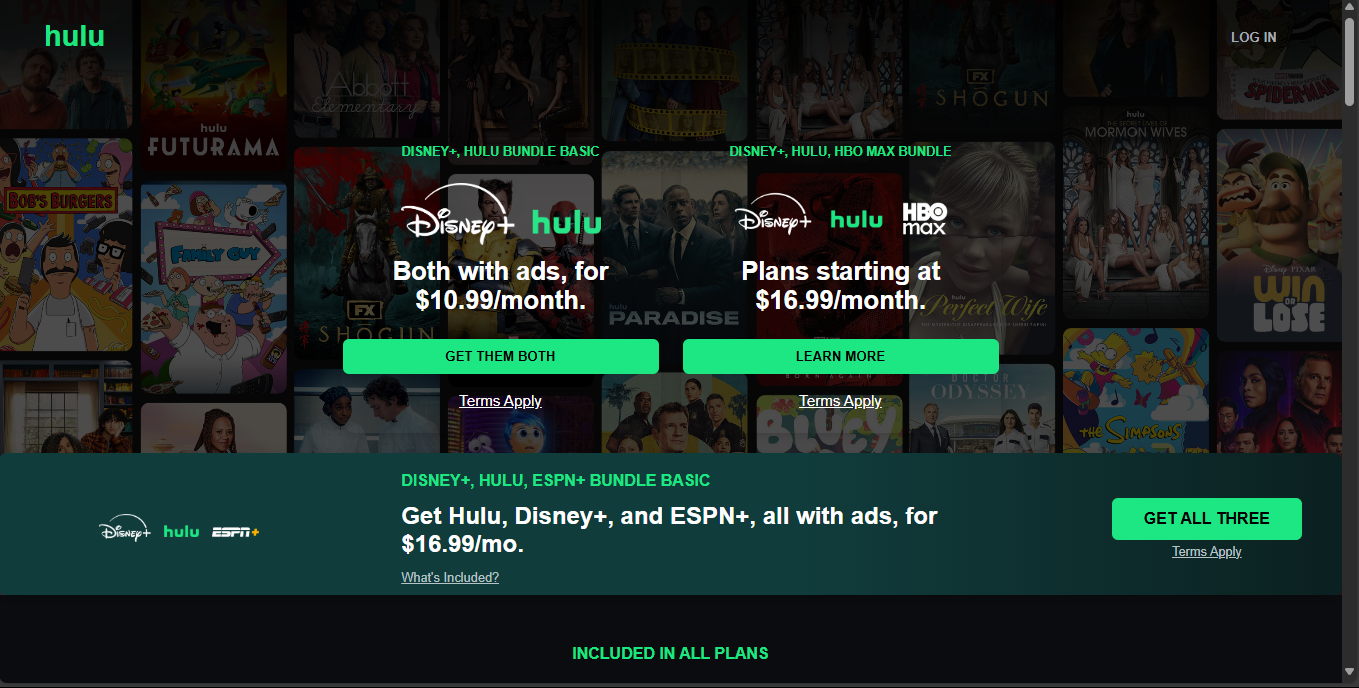 hulu
LOG IN
PAIN
Abbott
Elementary
FX
SHŌGUN
SPIDER-MAN
hulu
FUTURAMA
hulu
THE SECRET LIVES OF
MORMON WIVES
BOB'S BURGERS
FAMILY GUY
FX
SHŌGUN
hulu
PARADISE
BORN AGAIN
hulu
Perfect Wife
Disney PIXAR
WIN
OR
LOSE
DISNEY+, HULU BUNDLE BASIC
Disney+ hulu
Both with ads, for
$10.99/month.
GET THEM BOTH
Terms Apply
DISNEY+, HULU, HBO MAX BUNDLE
Disney+ hulu HBO
max
Plans starting at
$16.99/month.
LEARN MORE
Terms Apply
BLUEY
DOCTOR
ODYSSEY
THE SIMPSONS
Disney+ hulu ESPN+
DISNEY+, HULU, ESPN+ BUNDLE BASIC
Get Hulu, Disney+, and ESPN+, all with ads, for
$16.99/mo.
What's Included?
GET ALL THREE
Terms Apply
INCLUDED IN ALL PLANS